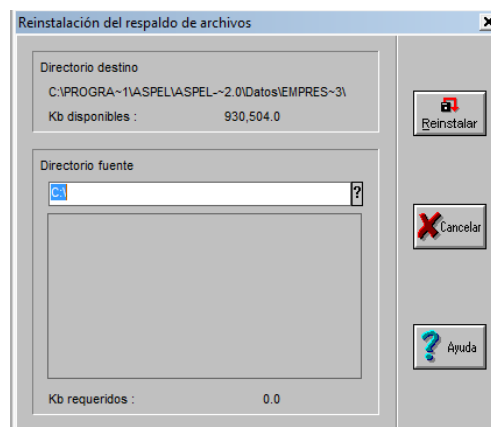 Reinstalación del respaldo de archivos
Directorio destino
C:\PROGRA~1\ASPEL\ASPEL-~2.0\Datos\EMPRES~3\
Kb disponibles : 930,504.0
Reinstalar
Directorio fuente
C:\ ?
Cancelar
Ayuda
Kb requeridos : 0.0